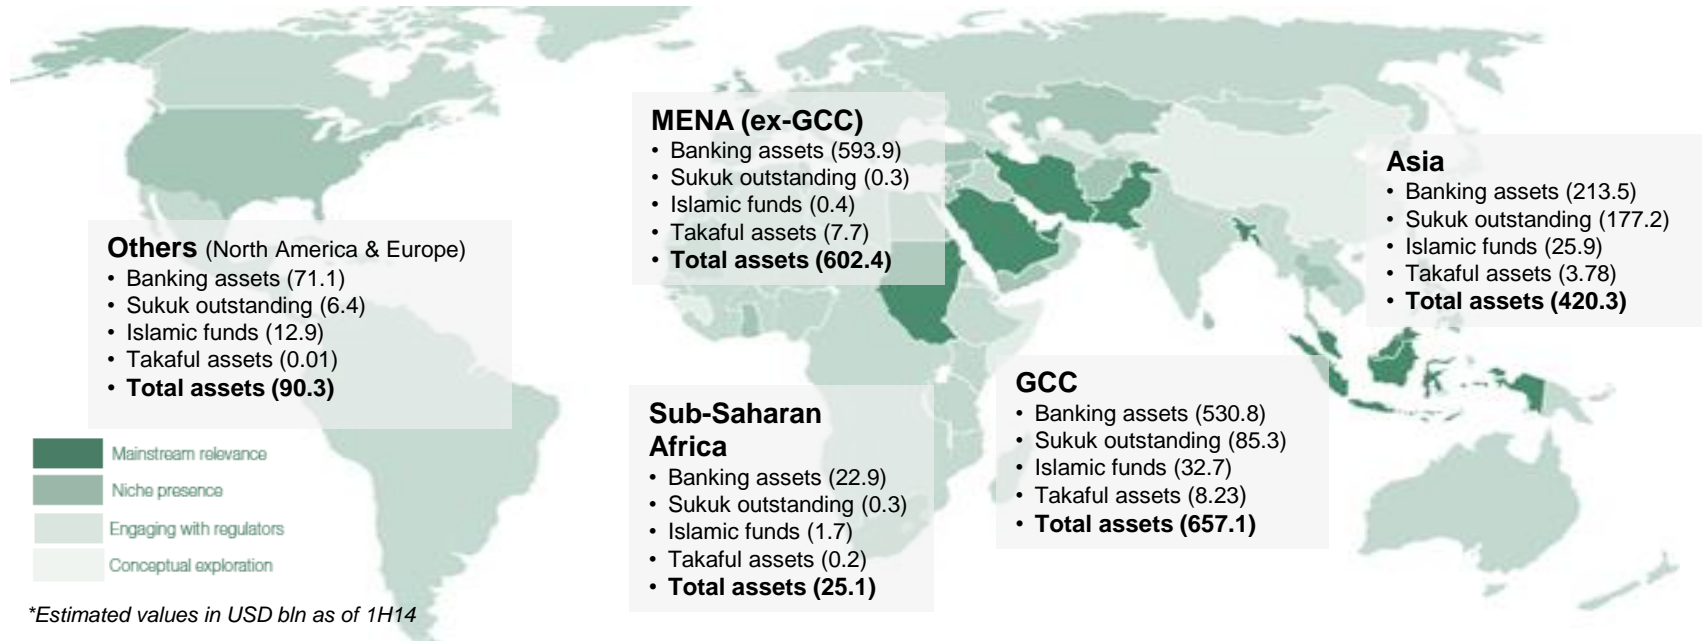 MENA (ex-GCC)
• Banking assets (593.9)
• Sukuk outstanding (0.3)
• Islamic funds (0.4)
• Takaful assets (7.7)
• Total assets (602.4)
Asia
• Banking assets (213.5)
• Sukuk outstanding (177.2)
• Islamic funds (25.9)
• Takaful assets (3.78)
• Total assets (420.3)
Others (North America & Europe)
• Banking assets (71.1)
• Sukuk outstanding (6.4)
• Islamic funds (12.9)
• Takaful assets (0.01)
• Total assets (90.3)
Sub-Saharan
Africa
• Banking assets (22.9)
• Sukuk outstanding (0.3)
• Islamic funds (1.7)
• Takaful assets (0.2)
• Total assets (25.1)
GCC
• Banking assets (530.8)
• Sukuk outstanding (85.3)
• Islamic funds (32.7)
• Takaful assets (8.23)
• Total assets (657.1)
Mainstream relevance
Niche presence
Engaging with regulators
Conceptual exploration
*Estimated values in USD bln as of 1H14